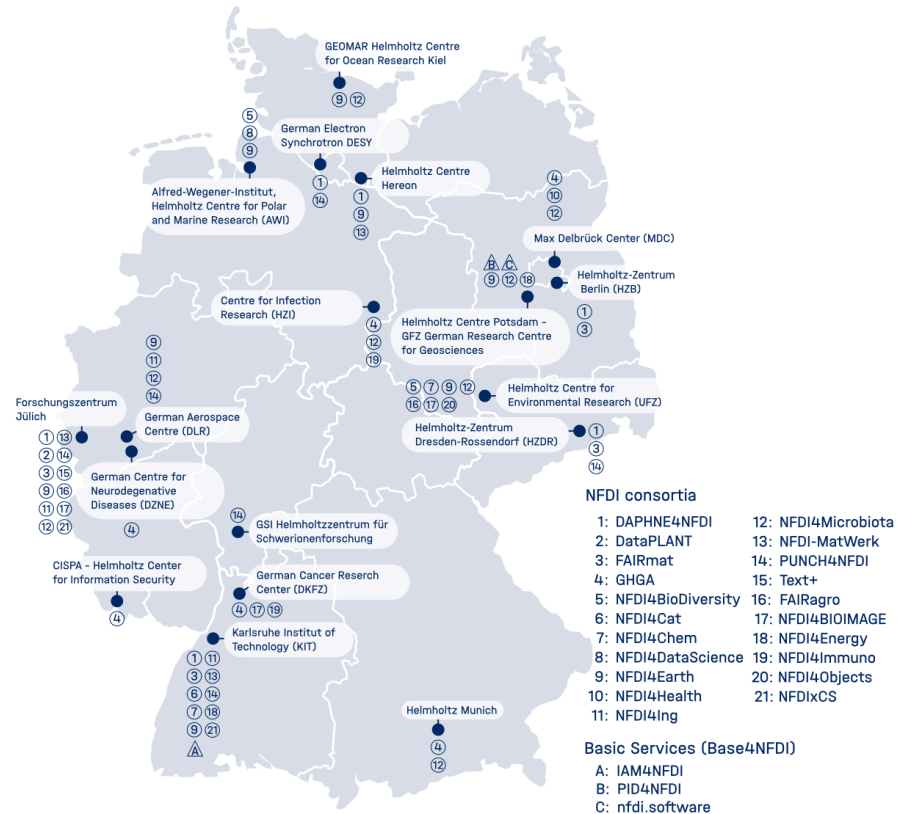 GEOMAR Helmholtz Centre
for Ocean Research Kiel
9 12
5
8
9
German Electron
Synchrotron DESY
1
14
Helmholtz Centre
Hereon
1
9
13
Alfred-Wegener-Institut,
Helmholtz Centre for Polar
and Marine Research (AWI)
4
10
12
Max Delbrück Center (MDC)
B C
9 12 18
Helmholtz-Zentrum
Berlin (HZB)
1
3
Centre for Infection
Research (HZI)
4
12
19
Helmholtz Centre Potsdam -
GFZ German Research Centre
for Geosciences
9
11
12
14
5 7 9 12
16 17 20
Helmholtz Centre for
Environmental Research (UFZ)
Forschungszentrum
Jülich
1 13
2 14
3 15
9 16
11 17
12 21
German Aerospace
Centre (DLR)
Helmholtz-Zentrum
Dresden-Rossendorf (HZDR)
1
3
14
German Centre for
Neurodegenative
Diseases (DZNE)
4
14
GSI Helmholtzzentrum für
Schwerionenforschung
CISPA - Helmholtz Center
for Information Security
4
German Cancer Reserch
Center (DKFZ)
4 17 19
Karlsruhe Institut of
Technology (KIT)
1 11
3 13
6 14
7 18
9 21
A
Helmholtz Munich
4
12
NFDI consortia
1: DAPHNE4NFDI
2: DataPLANT
3: FAIRmat
4: GHGA
5: NFDI4BioDiversity
6: NFDI4Cat
7: NFDI4Chem
8: NFDI4DataScience
9: NFDI4Earth
10: NFDI4Health
11: NFDI4Ing
12: NFDI4Microbiota
13: NFDI-MatWerk
14: PUNCH4NFDI
15: Text+
16: FAIRagro
17: NFDI4BIOIMAGE
18: NFDI4Energy
19: NFDI4Immuno
20: NFDI4Objects
21: NFDIxCS
Basic Services (Base4NFDI)
A: IAM4NFDI
B: PID4NFDI
C: nfdi.software